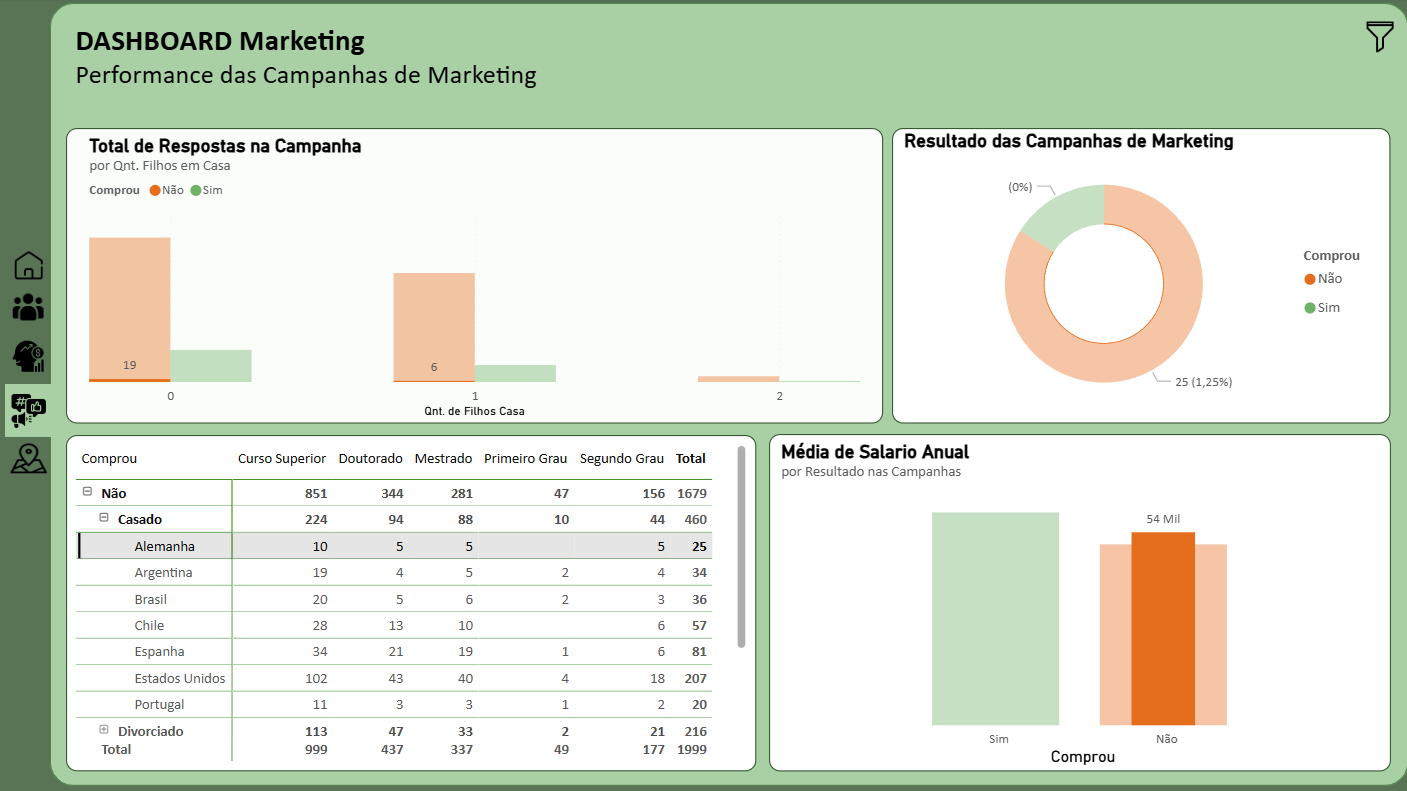 DASHBOARD Marketing
Performance das Campanhas de Marketing
Total de Respostas na Campanha
por Qnt. Filhos em Casa
Comprou Não Sim
19
6
0 1 2
Qnt. de Filhos Casa
Resultado das Campanhas de Marketing
(0%)
25 (1,25%)
Comprou
Não
Sim
Comprou Curso Superior Doutorado Mestrado Primeiro Grau Segundo Grau Total
Não 851 344 281 47 156 1679
Casado 224 94 88 10 44 460
Alemanha 10 5 5 5 25
Argentina 19 4 5 2 4 34
Brasil 20 5 6 2 3 36
Chile 28 13 10 6 57
Espanha 34 21 19 1 6 81
Estados Unidos 102 43 40 4 18 207
Portugal 11 3 3 1 2 20
Divorciado 113 47 33 2 21 216
Total 999 437 337 49 177 1999
Média de Salario Anual
por Resultado nas Campanhas
54 Mil
Sim Não
Comprou